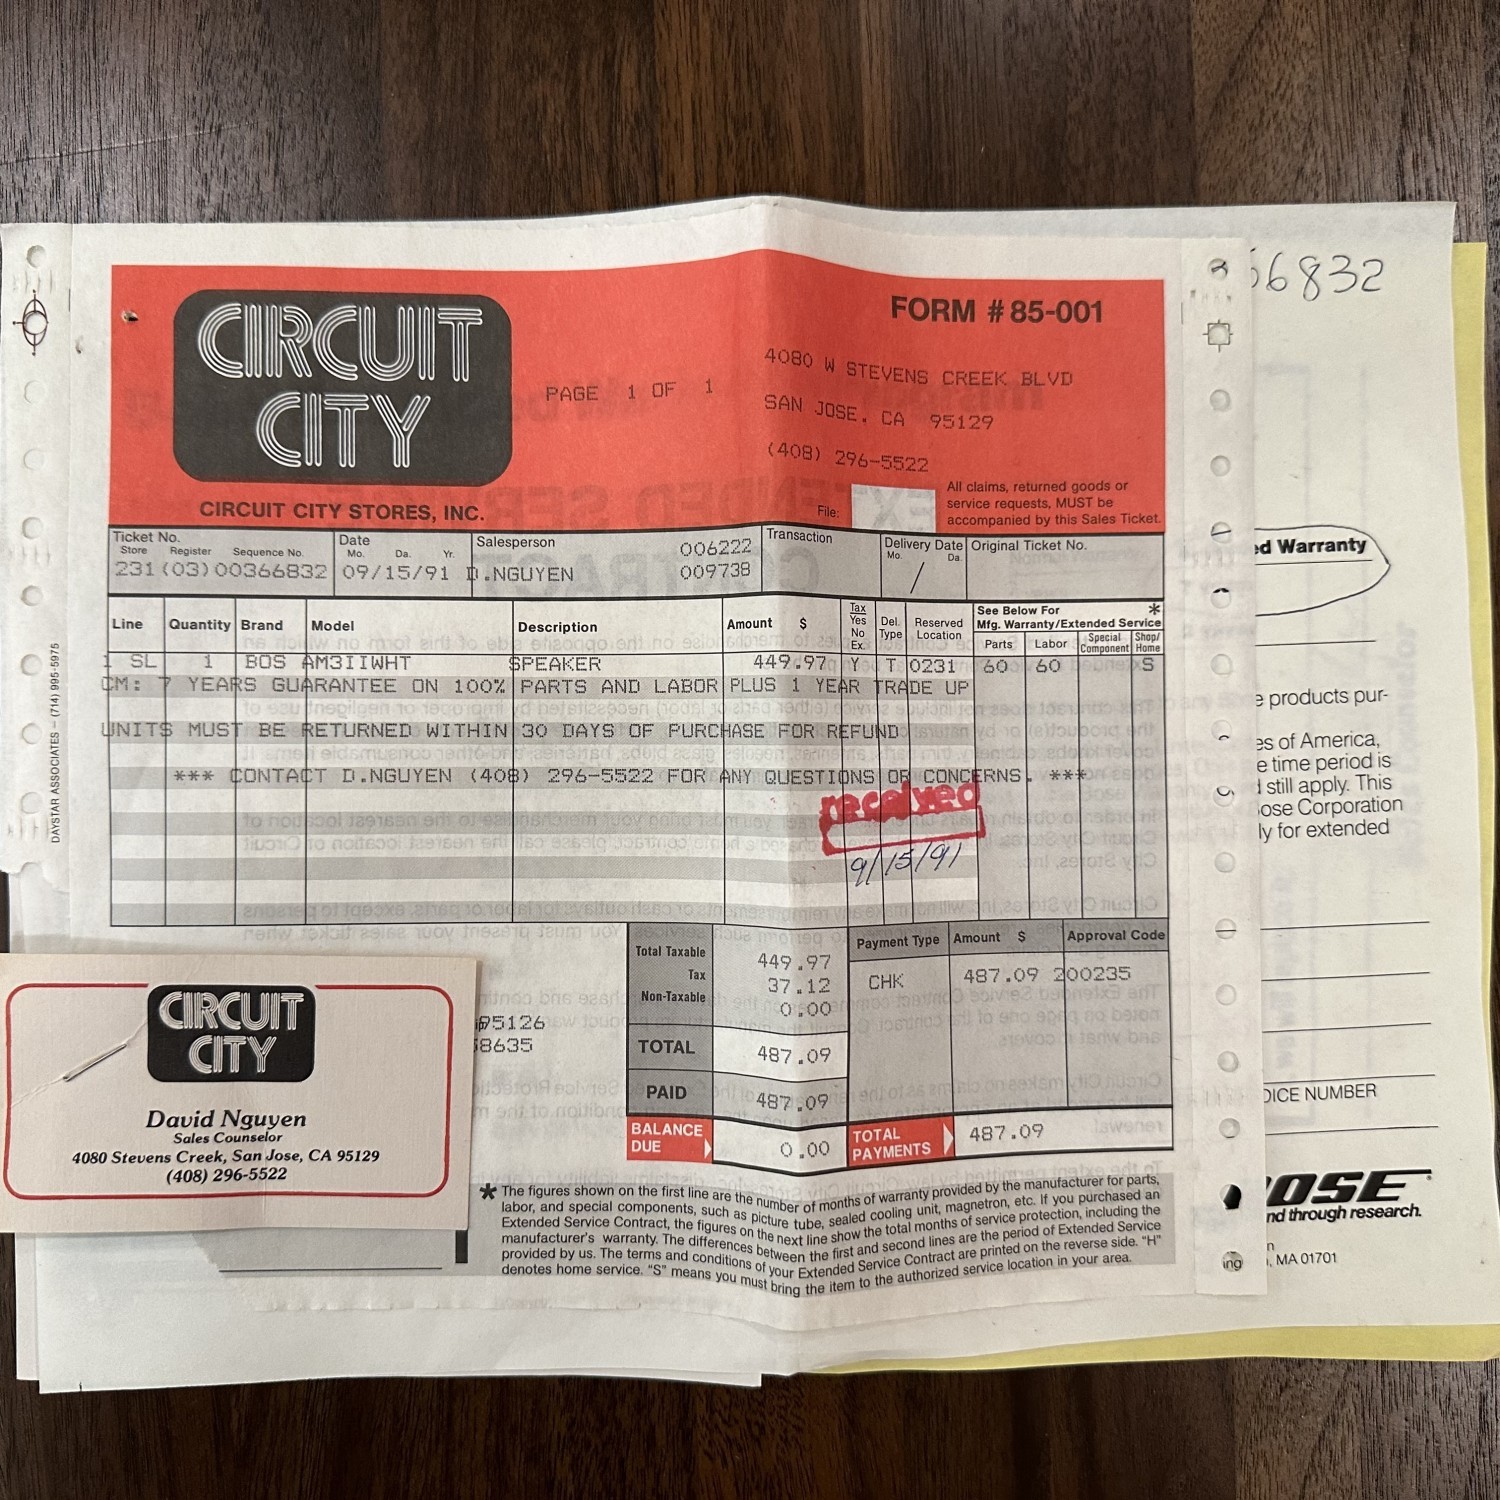 CIRCUIT
CITY
CIRCUIT CITY STORES, INC.
PAGE 1 OF 1
FORM #85-001
4080 W STEVENS CREEK BLVD
SAN JOSE, CA 95129
(408) 296-5522
File:
All claims, returned goods or
service requests, MUST be
accompanied by this Sales Ticket.
Ticket No.
Store Register Sequence No.
231(03)00366832
Date
Mo. Da. Yr.
09/15/91
Salesperson
006222
D.NGUYEN 009738
Transaction
Delivery Date
Mo. Da.
/
Original Ticket No.
Line Quantity Brand Model Description Amount $
Tax
Yes
No
Ex.
Del.
Type
Reserved
Location
See Below For *
Mfg. Warranty/Extended Service
Parts Labor Special Component Shop/Home
1 SL 1 BOS AM3IIWHT SPEAKER 449.97 Y T 0231 60 60 S
CM: 7 YEARS GUARANTEE ON 100% PARTS AND LABOR PLUS 1 YEAR TRADE UP
UNITS MUST BE RETURNED WITHIN 30 DAYS OF PURCHASE FOR REFUND
*** CONTACT D.NGUYEN (408) 296-5522 FOR ANY QUESTIONS OR CONCERNS. ***
received
9/15/91
Total Taxable 449.97
Tax 37.12
Non-Taxable 0.00
TOTAL 487.09
PAID 487.09
BALANCE
DUE 0.00
Payment Type Amount $ Approval Code
CHK 487.09 200235
TOTAL
PAYMENTS 487.09
95126
8635
* The figures shown on the first line are the number of months of warranty provided by the manufacturer for parts,
labor, and special components, such as picture tube, sealed cooling unit, magnetron, etc. If you purchased an
Extended Service Contract, the figures on the next line show the total months of service protection, including the
manufacturer's warranty. The differences between the first and second lines are the period of Extended Service
provided by us. The terms and conditions of your Extended Service Contract are printed on the reverse side. "H"
denotes home service. "S" means you must bring the item to the authorized service location in your area.
DAYSTAR ASSOCIATES – (714) 995-5975
CIRCUIT
CITY
David Nguyen
Sales Counselor
4080 Stevens Creek, San Jose, CA 95129
(408) 296-5522
6832
ed Warranty
e products pur-
es of America,
e time period is
d still apply. This
ose Corporation
ly for extended
OICE NUMBER
OSE
nd through research.
, MA 01701
ing